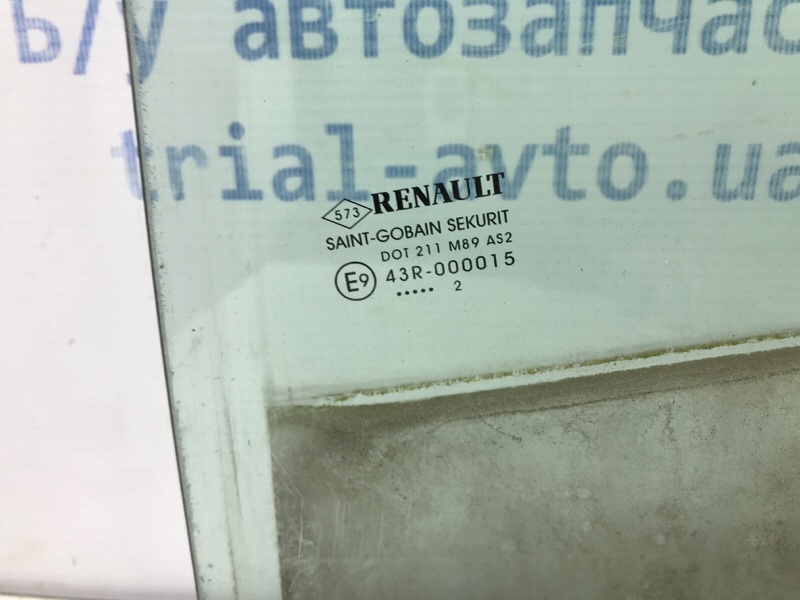 б/у автозапчас
trial-avto.ua
573 RENAULT
SAINT-GOBAIN SEKURIT
DOT 211 M89 AS2
E9 43R-000015
..... 2